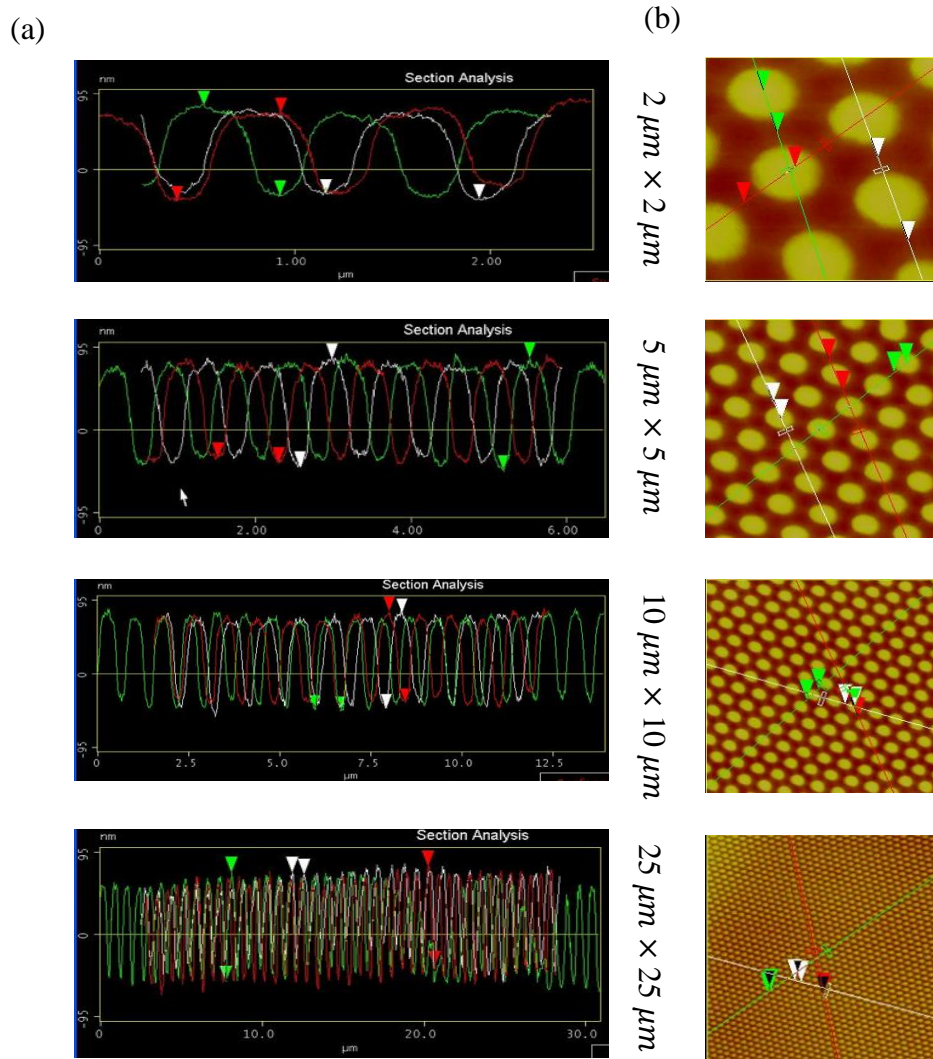 (a)
(b)
nm
Section Analysis
95
0
-95
0
1.00
2.00
μm
2 μm × 2 μm
nm
Section Analysis
95
0
-95
0
2.00
4.00
6.00
μm
5 μm × 5 μm
nm
Section Analysis
95
0
-95
0
2.5
5.0
7.5
10.0
12.5
μm
10 μm × 10 μm
nm
Section Analysis
95
0
-95
0
10.0
20.0
30.0
μm
25 μm × 25 μm